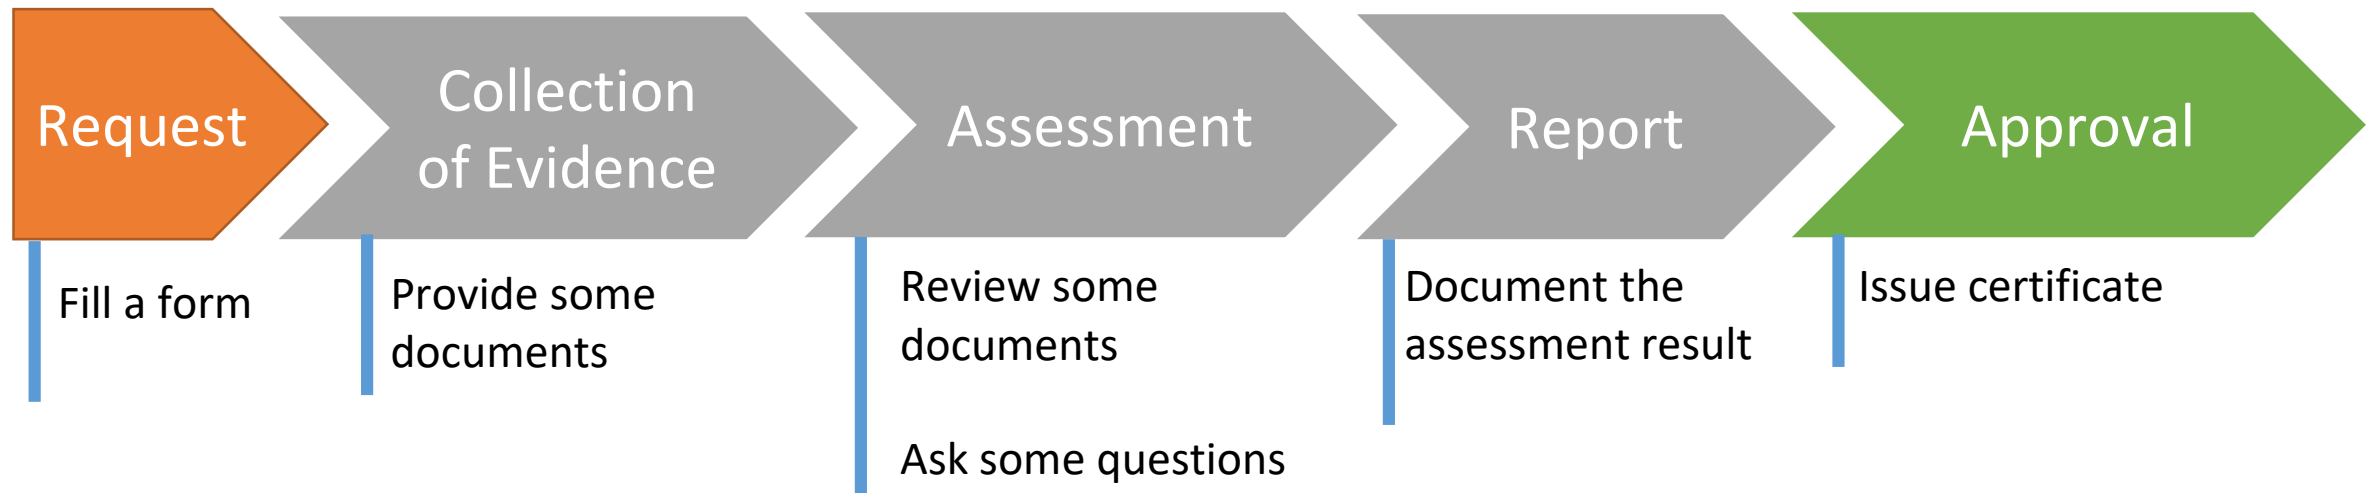 Request
Collection
of Evidence
Assessment
Report
Approval
Fill a form
Provide some
documents
Review some
documents
Ask some questions
Document the
assessment result
Issue certificate